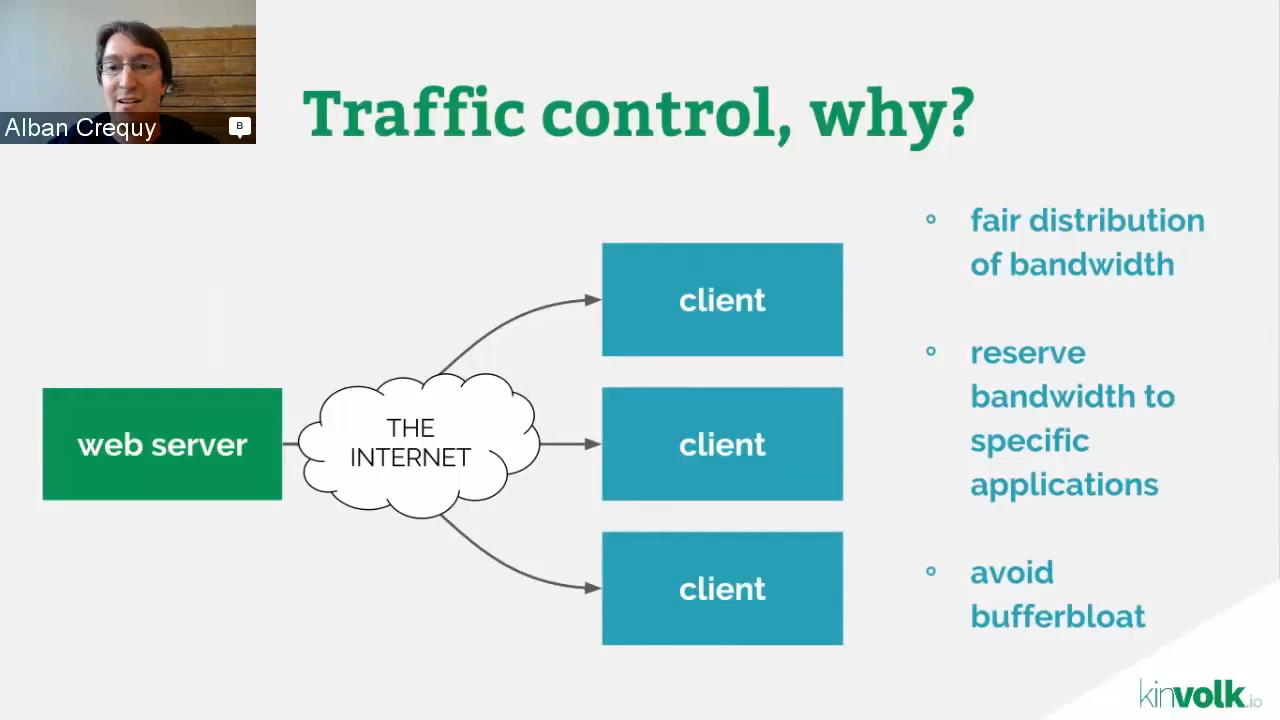 Alban Crequy
B
Traffic control, why?
web server
THE
INTERNET
client
client
client
fair distribution
of bandwidth
reserve
bandwidth to
specific
applications
avoid
bufferbloat
kinvolk.io